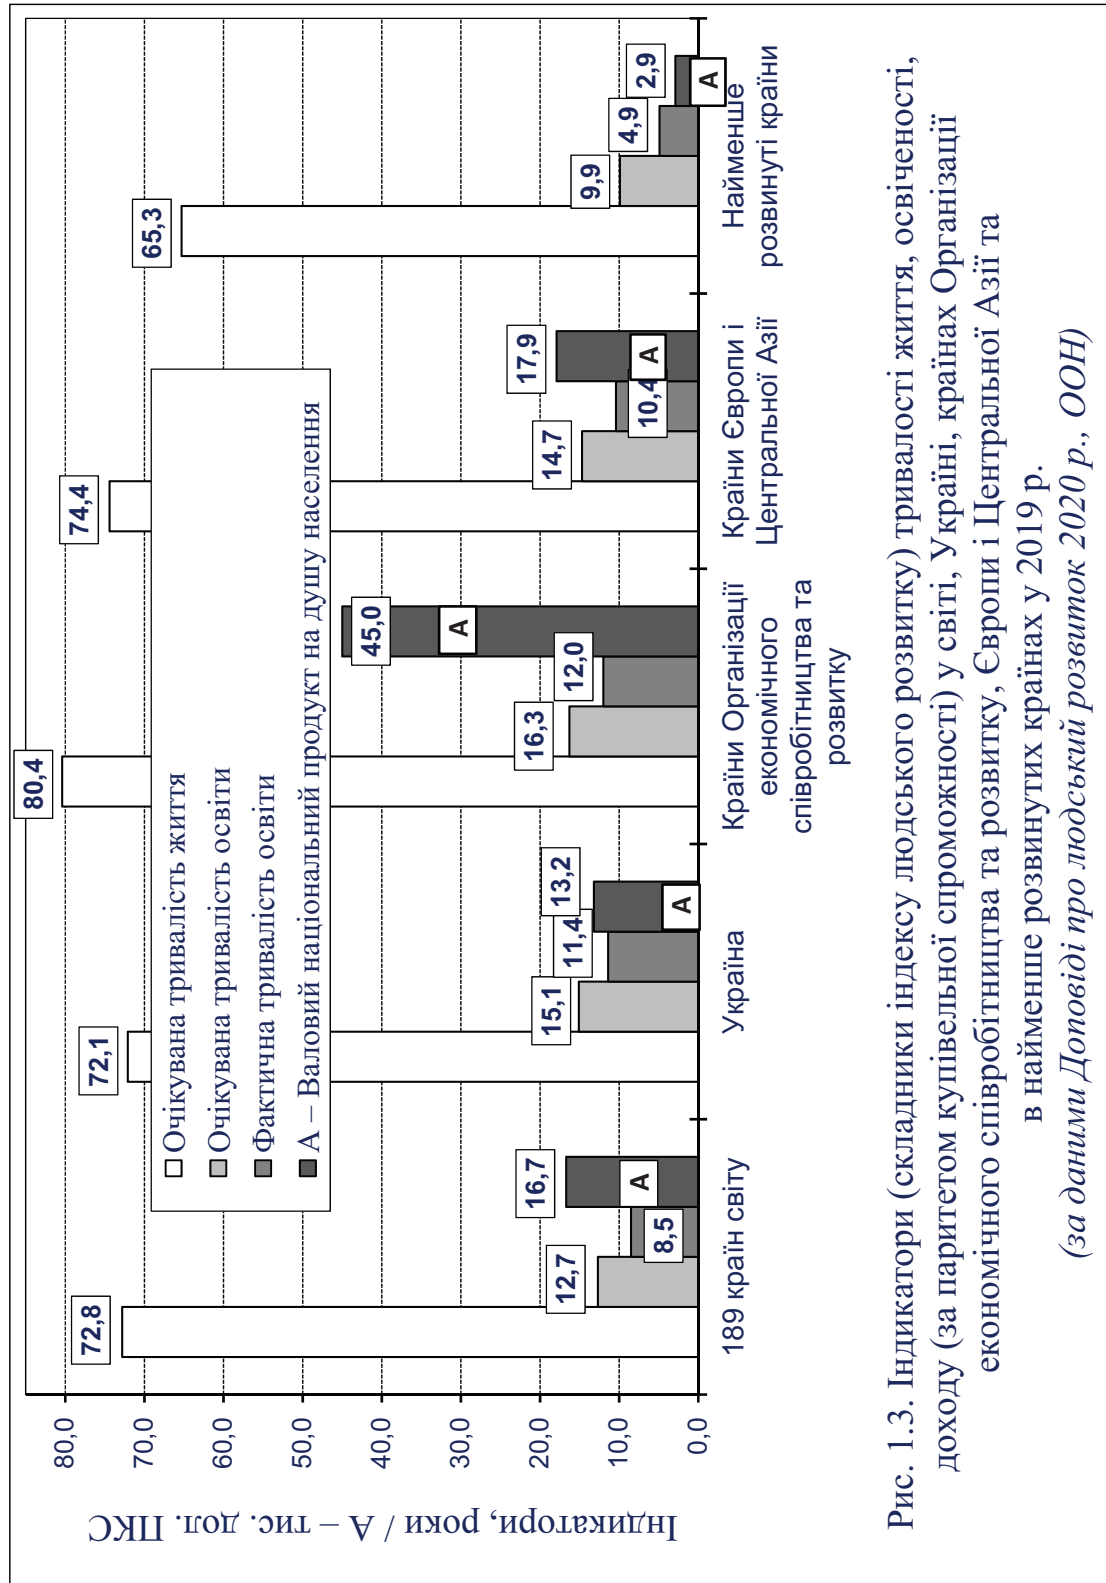 Індикатори, роки / А – тис. дол. ПКС
80,0
70,0
60,0
50,0
40,0
30,0
20,0
10,0
0,0
Очікувана тривалість життя
Очікувана тривалість освіти
Фактична тривалість освіти
А – Валовий національний продукт на душу населення
72,8
12,7
8,5
16,7
А
72,1
15,1
11,4
13,2
А
80,4
16,3
12,0
45,0
А
74,4
14,7
10,4
17,9
А
65,3
9,9
4,9
2,9
А
189 країн світу
Україна
Країни Організації
економічного
співробітництва та
розвитку
Країни Європи і
Центральної Азії
Найменше
розвинуті країни
Рис. 1.3. Індикатори (складники індексу людського розвитку) тривалості життя, освіченості,
доходу (за паритетом купівельної спроможності) у світі, Україні, країнах Організації
економічного співробітництва та розвитку, Європи і Центральної Азії та
в найменше розвинутих країнах у 2019 р.
(за даними Доповіді про людський розвиток 2020 р., ООН)